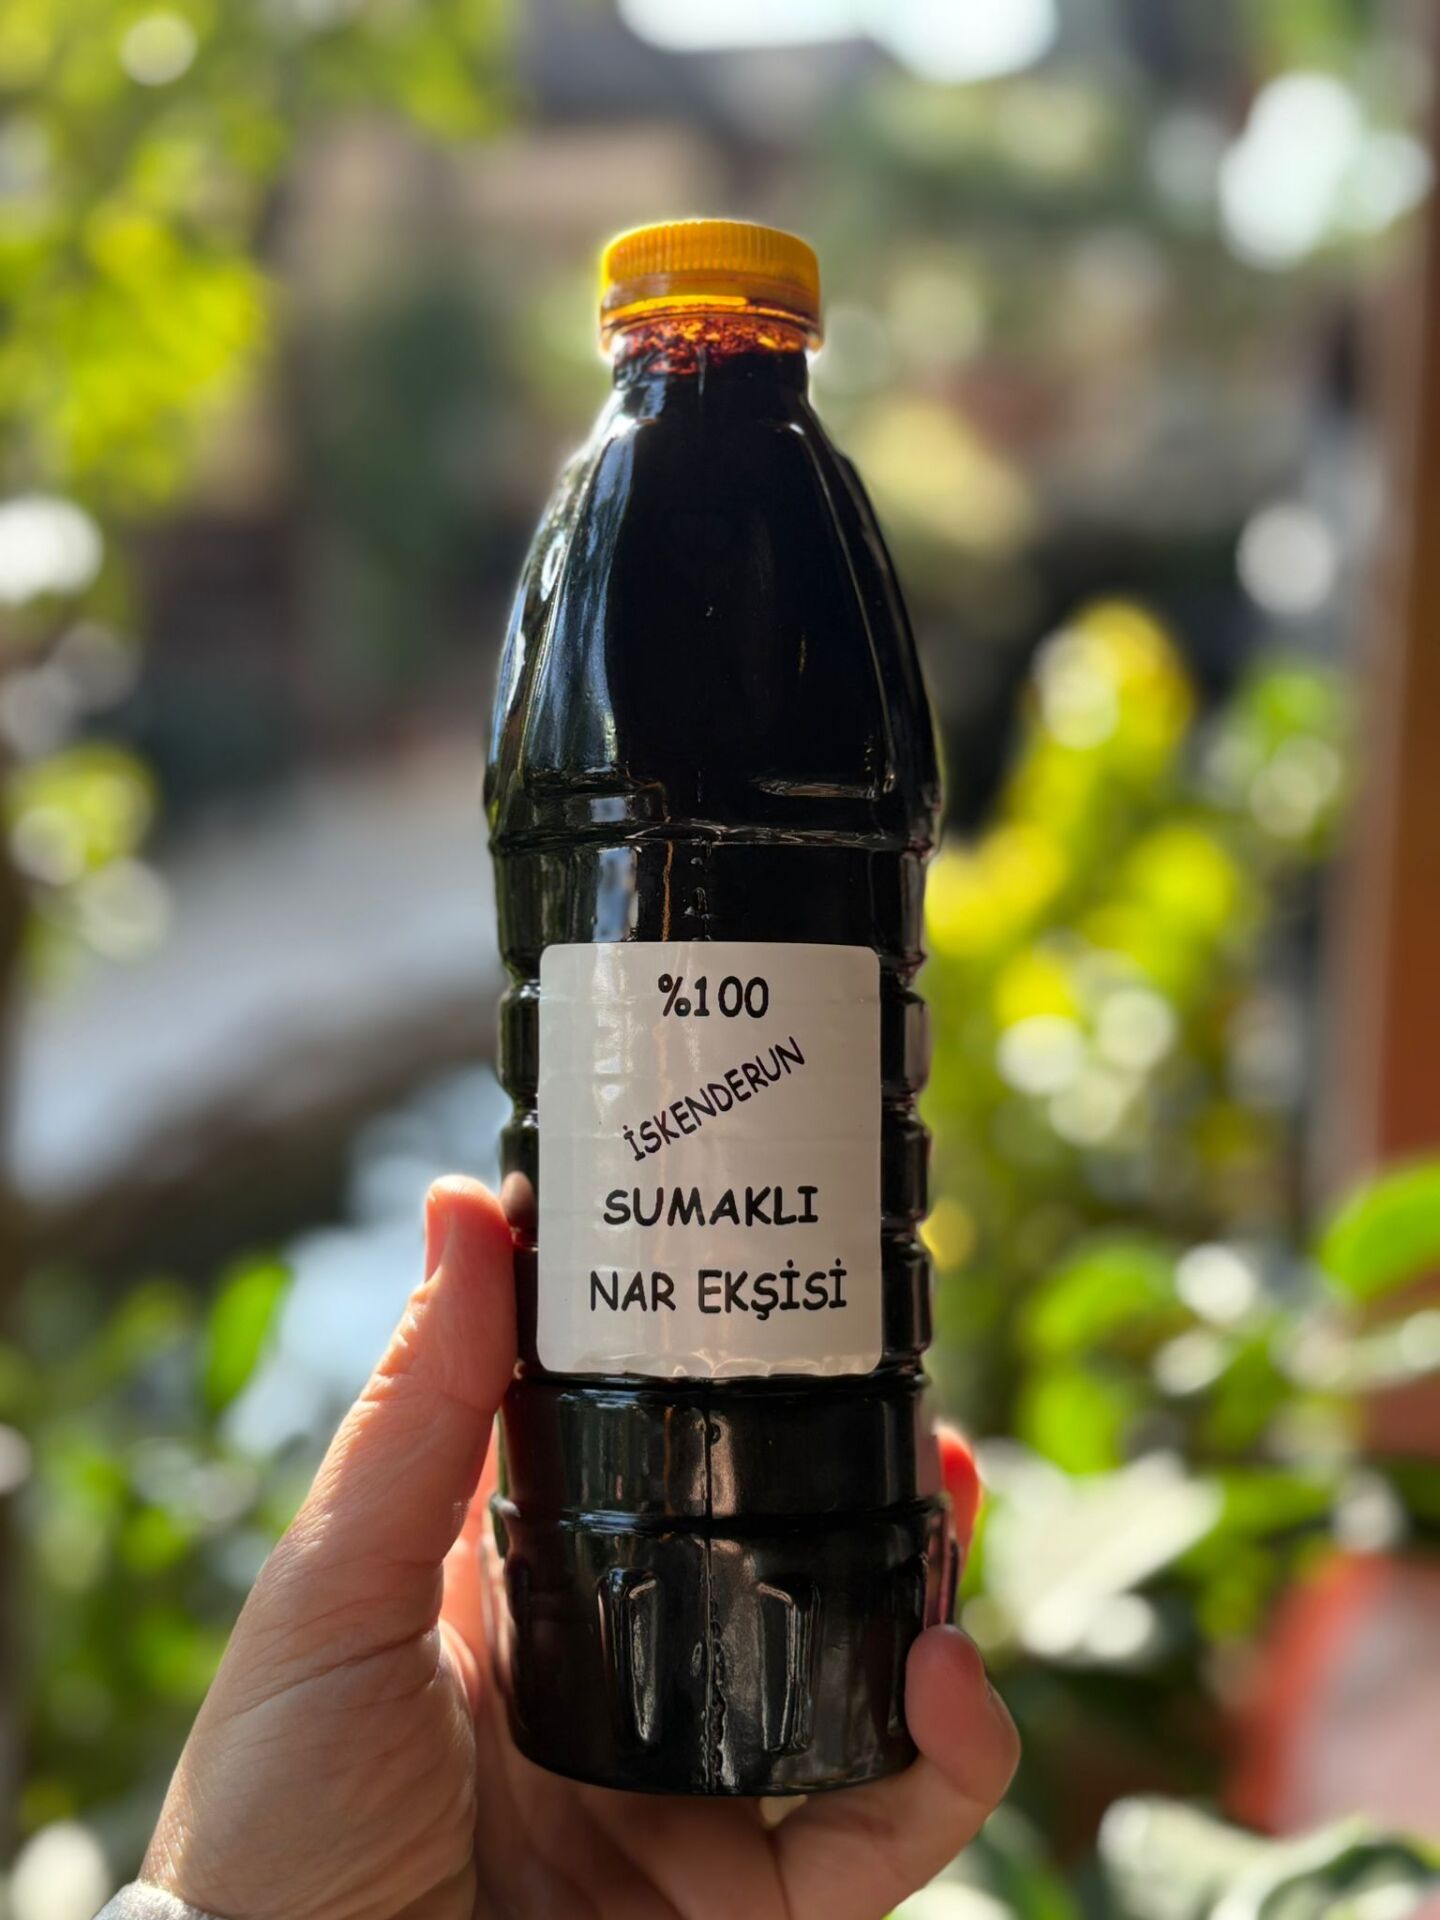 %100
İSKENDERUN
SUMAKLI
NAR EKŞİSİ